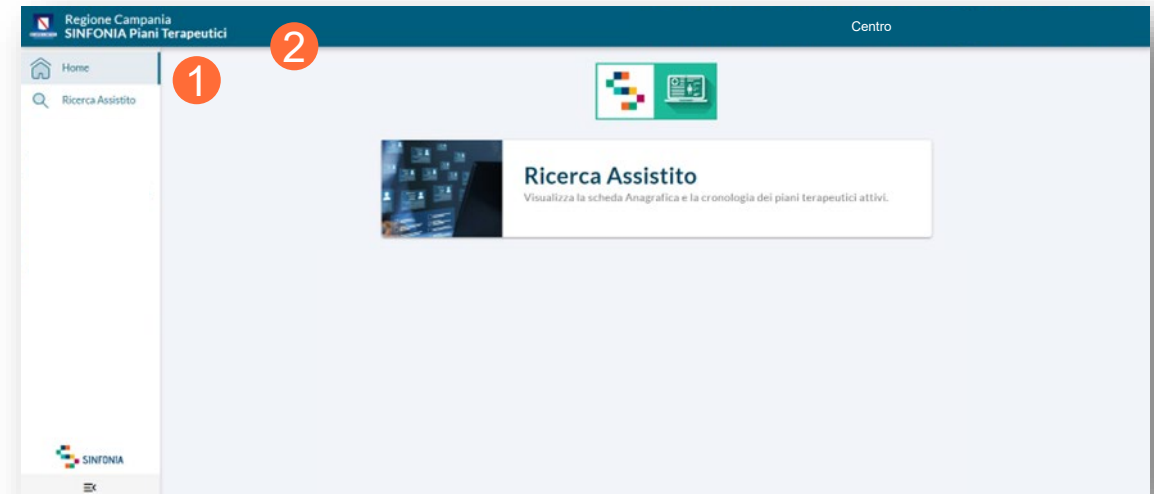 Regione Campania
SINFONIA Piani Terapeutici
Centro
2
1
Home
Ricerca Assistito
Ricerca Assistito
Visualizza la scheda Anagrafica e la cronologia dei piani terapeutici attivi.
SINFONIA